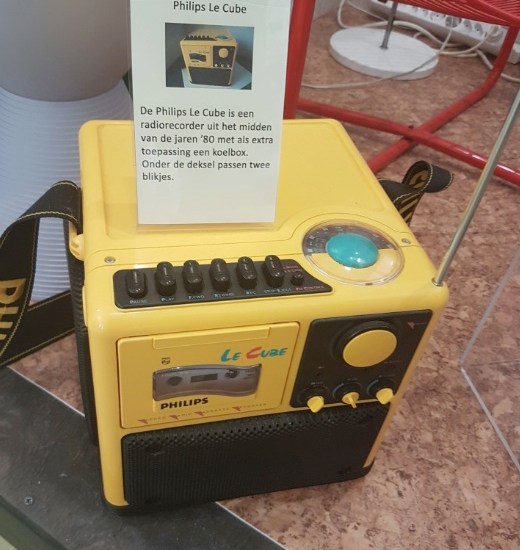 Philips Le Cube
De Philips Le Cube is een
radiorecorder uit het midden
van de jaren '80 met als extra
toepassing een koelbox.
Onder de deksel passen twee
blikjes.
LE CUBE
PHILIPS